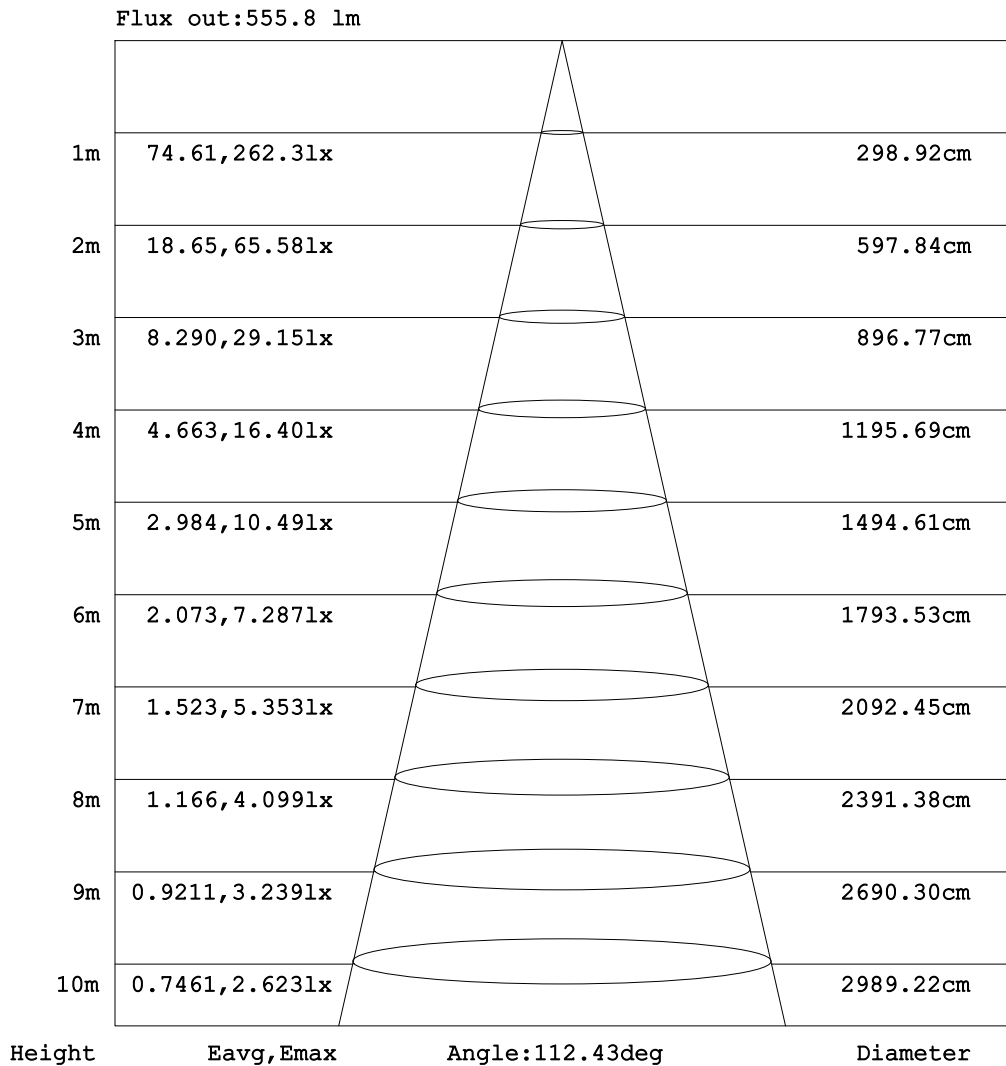 Flux out:555.8 lm
1m 74.61,262.3lx 298.92cm
2m 18.65,65.58lx 597.84cm
3m 8.290,29.15lx 896.77cm
4m 4.663,16.40lx 1195.69cm
5m 2.984,10.49lx 1494.61cm
6m 2.073,7.287lx 1793.53cm
7m 1.523,5.353lx 2092.45cm
8m 1.166,4.099lx 2391.38cm
9m 0.9211,3.239lx 2690.30cm
10m 0.7461,2.623lx 2989.22cm
Height Eavg,Emax Angle:112.43deg Diameter